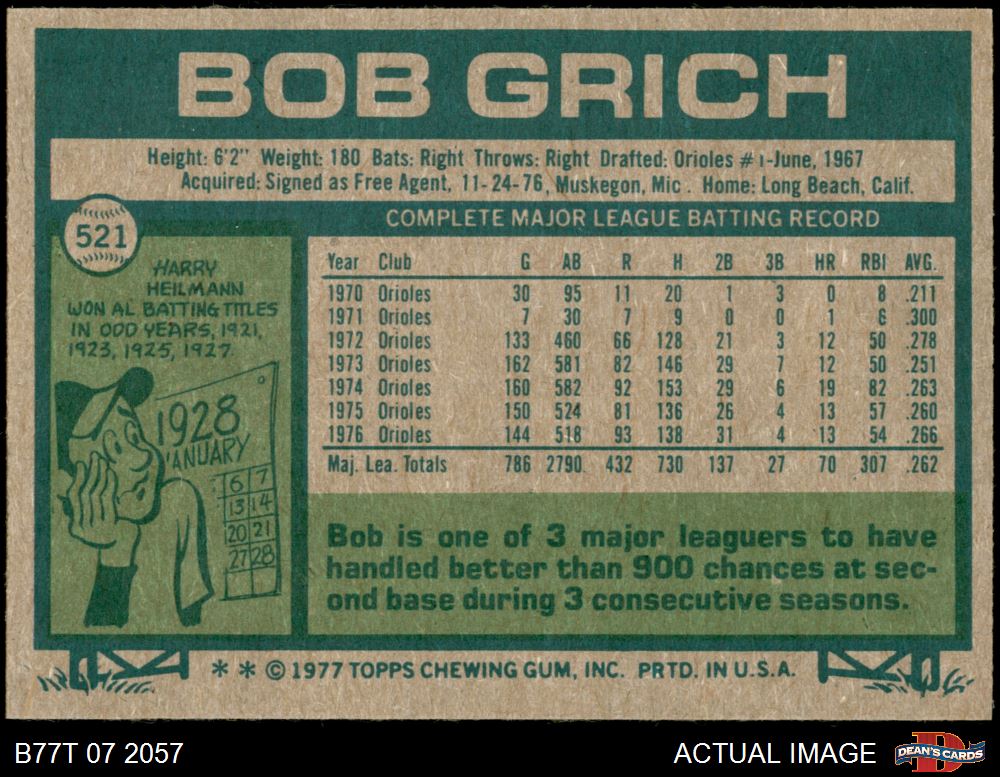 BOB GRICH
Height: 6'2" Weight: 180 Bats: Right Throws: Right Drafted: Orioles #1-June, 1967
Acquired: Signed as Free Agent, 11-24-76, Muskegon, Mic. Home: Long Beach, Calif.
521
COMPLETE MAJOR LEAGUE BATTING RECORD
HARRY
HEILMANN
WON AL BATTING TITLES
IN ODD YEARS, 1921,
1923, 1925, 1927.
1928
JANUARY
6 7
13 14
20 21
27 28
Year Club G AB R H 2B 3B HR RBI AVG.
1970 Orioles 30 95 11 20 1 3 0 8 .211
1971 Orioles 7 30 7 9 0 0 1 6 .300
1972 Orioles 133 460 66 128 21 3 12 50 .278
1973 Orioles 162 581 82 146 29 7 12 50 .251
1974 Orioles 160 582 92 153 29 6 19 82 .263
1975 Orioles 150 524 81 136 26 4 13 57 .260
1976 Orioles 144 518 93 138 31 4 13 54 .266
Maj. Lea. Totals 786 2790 432 730 137 27 70 307 .262
Bob is one of 3 major leaguers to have
handled better than 900 chances at sec-
ond base during 3 consecutive seasons.
* * © 1977 TOPPS CHEWING GUM, INC. PRTD. IN U.S.A.
B77T 07 2057
ACTUAL IMAGE
D
DEAN'S CARDS